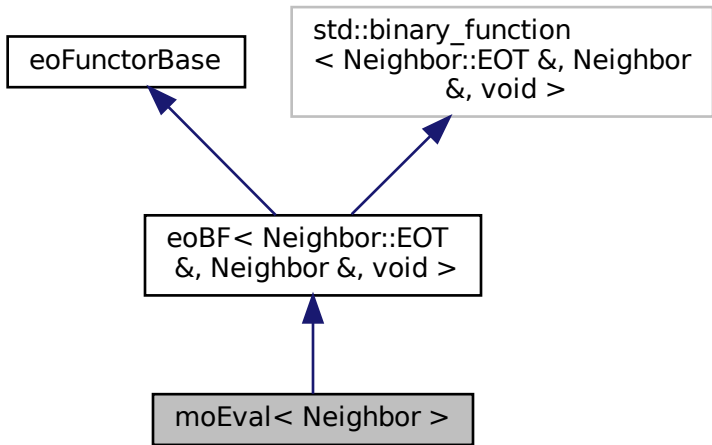 eoFunctorBase
std::binary_function
< Neighbor::EOT &, Neighbor
&, void >
eoBF< Neighbor::EOT
&, Neighbor &, void >
moEval< Neighbor >